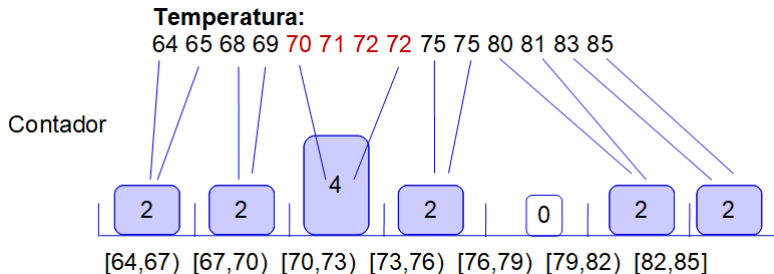 Temperatura:
64 65 68 69 70 71 72 72 75 75 80 81 83 85
Contador
4
2 2 2 0 2 2
[64,67) [67,70) [70,73) [73,76) [76,79) [79,82) [82,85]